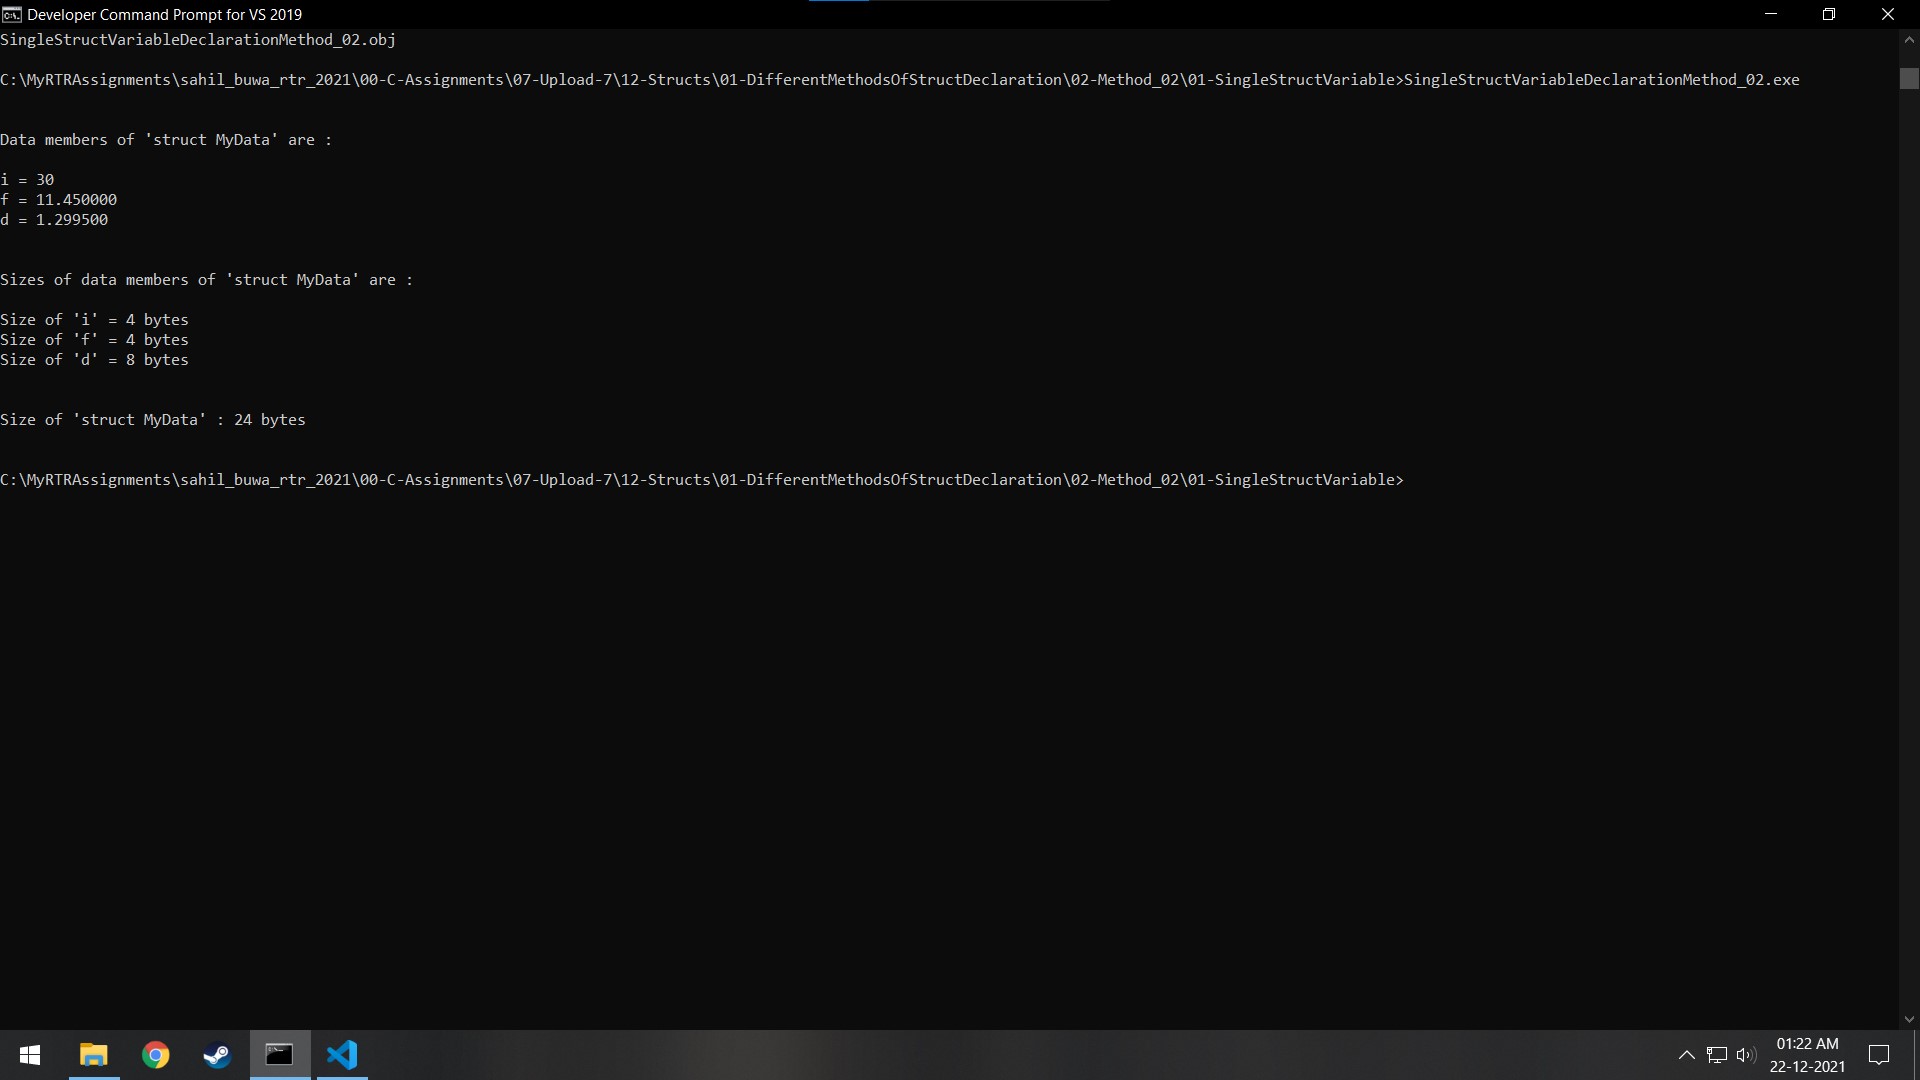 Developer Command Prompt for VS 2019
SingleStructVariableDeclarationMethod_02.obj
C:\MyRTRAssignments\sahil_buwa_rtr_2021\00-C-Assignments\07-Upload-7\12-Structs\01-DifferentMethodsOfStructDeclaration\02-Method_02\01-SingleStructVariable>SingleStructVariableDeclarationMethod_02.exe
Data members of 'struct MyData' are :
i = 30
f = 11.450000
d = 1.299500
Sizes of data members of 'struct MyData' are :
Size of 'i' = 4 bytes
Size of 'f' = 4 bytes
Size of 'd' = 8 bytes
Size of 'struct MyData' : 24 bytes
C:\MyRTRAssignments\sahil_buwa_rtr_2021\00-C-Assignments\07-Upload-7\12-Structs\01-DifferentMethodsOfStructDeclaration\02-Method_02\01-SingleStructVariable>
01:22 AM
22-12-2021